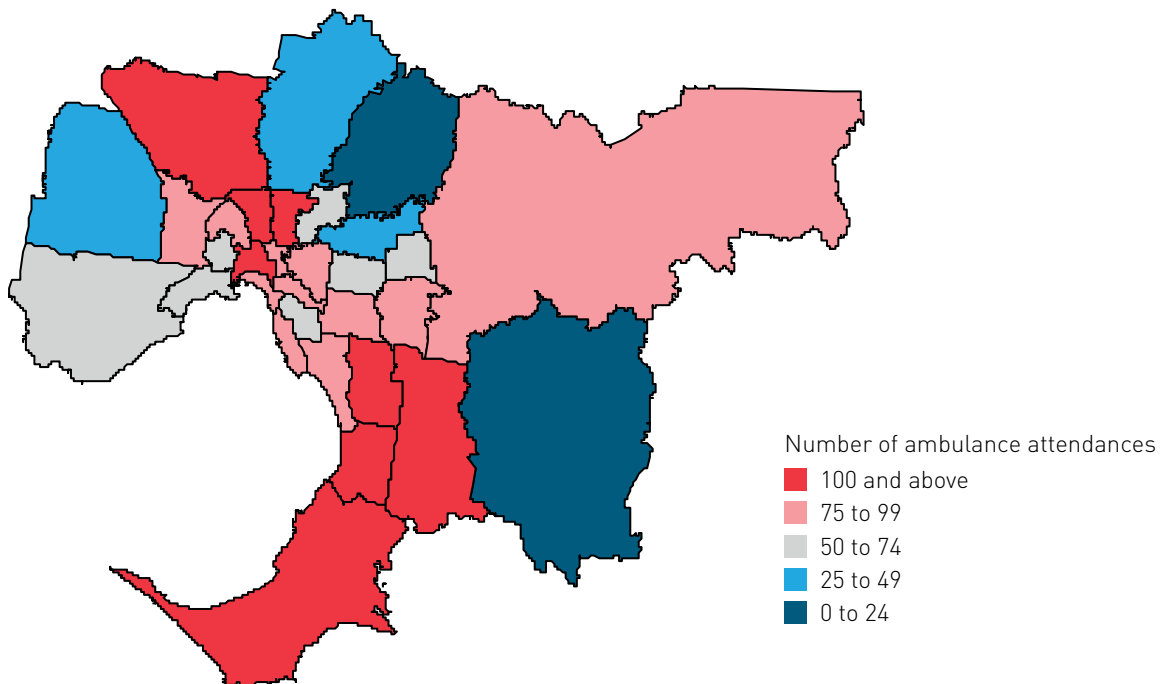 Number of ambulance attendances
100 and above
75 to 99
50 to 74
25 to 49
0 to 24